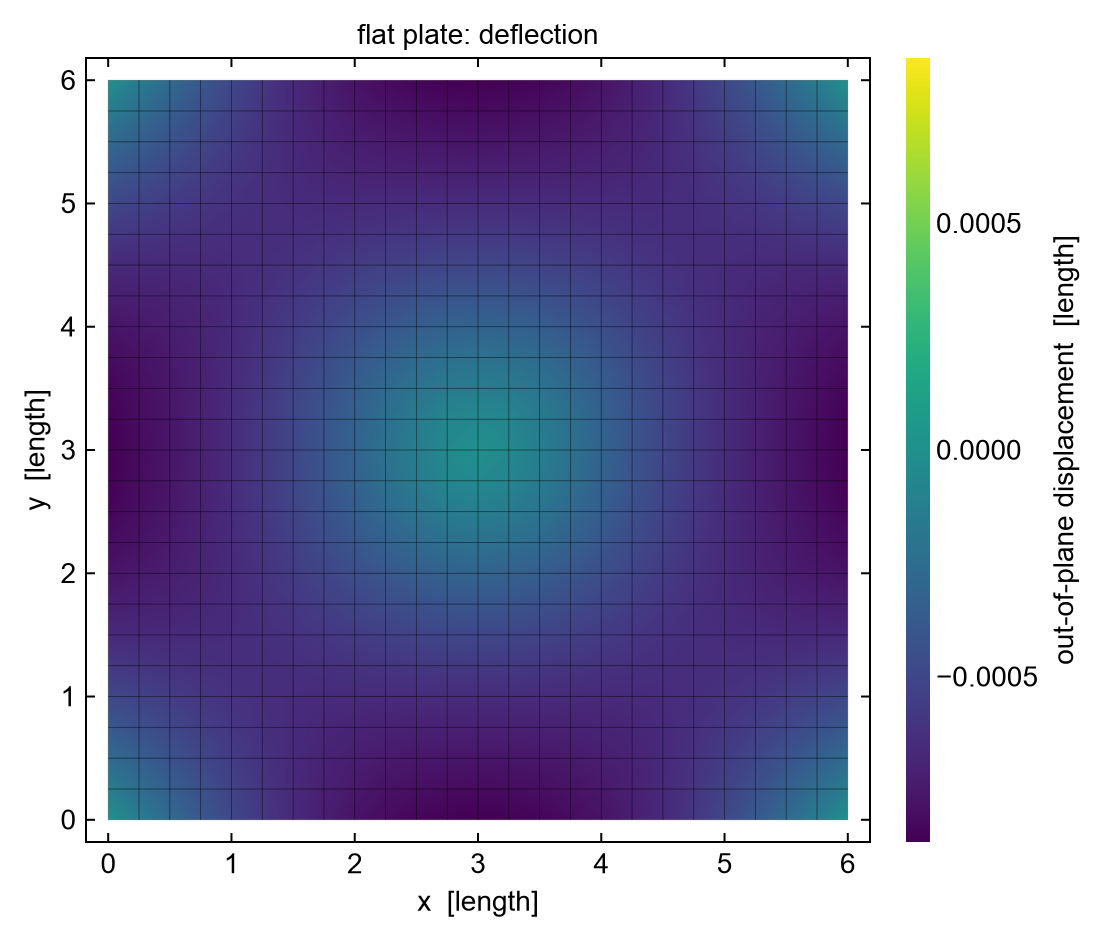 flat plate: deflection
6
5
4
3
2
1
0
y [length]
0 1 2 3 4 5 6
x [length]
0.0005
0.0000
−0.0005
out-of-plane displacement [length]